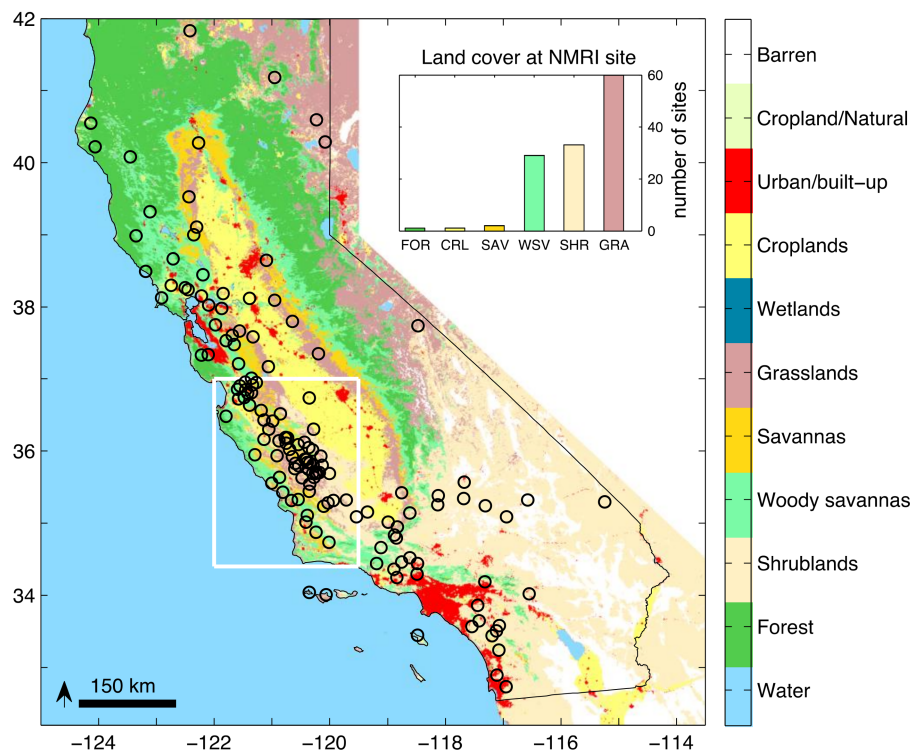 42
40
38
36
34
−124
−122
−120
−118
−116
−114
150 km
Land cover at NMRI site
60
40
20
0
number of sites
FOR CRL SAV WSV SHR GRA
Barren
Cropland/Natural
Urban/built−up
Croplands
Wetlands
Grasslands
Savannas
Woody savannas
Shrublands
Forest
Water